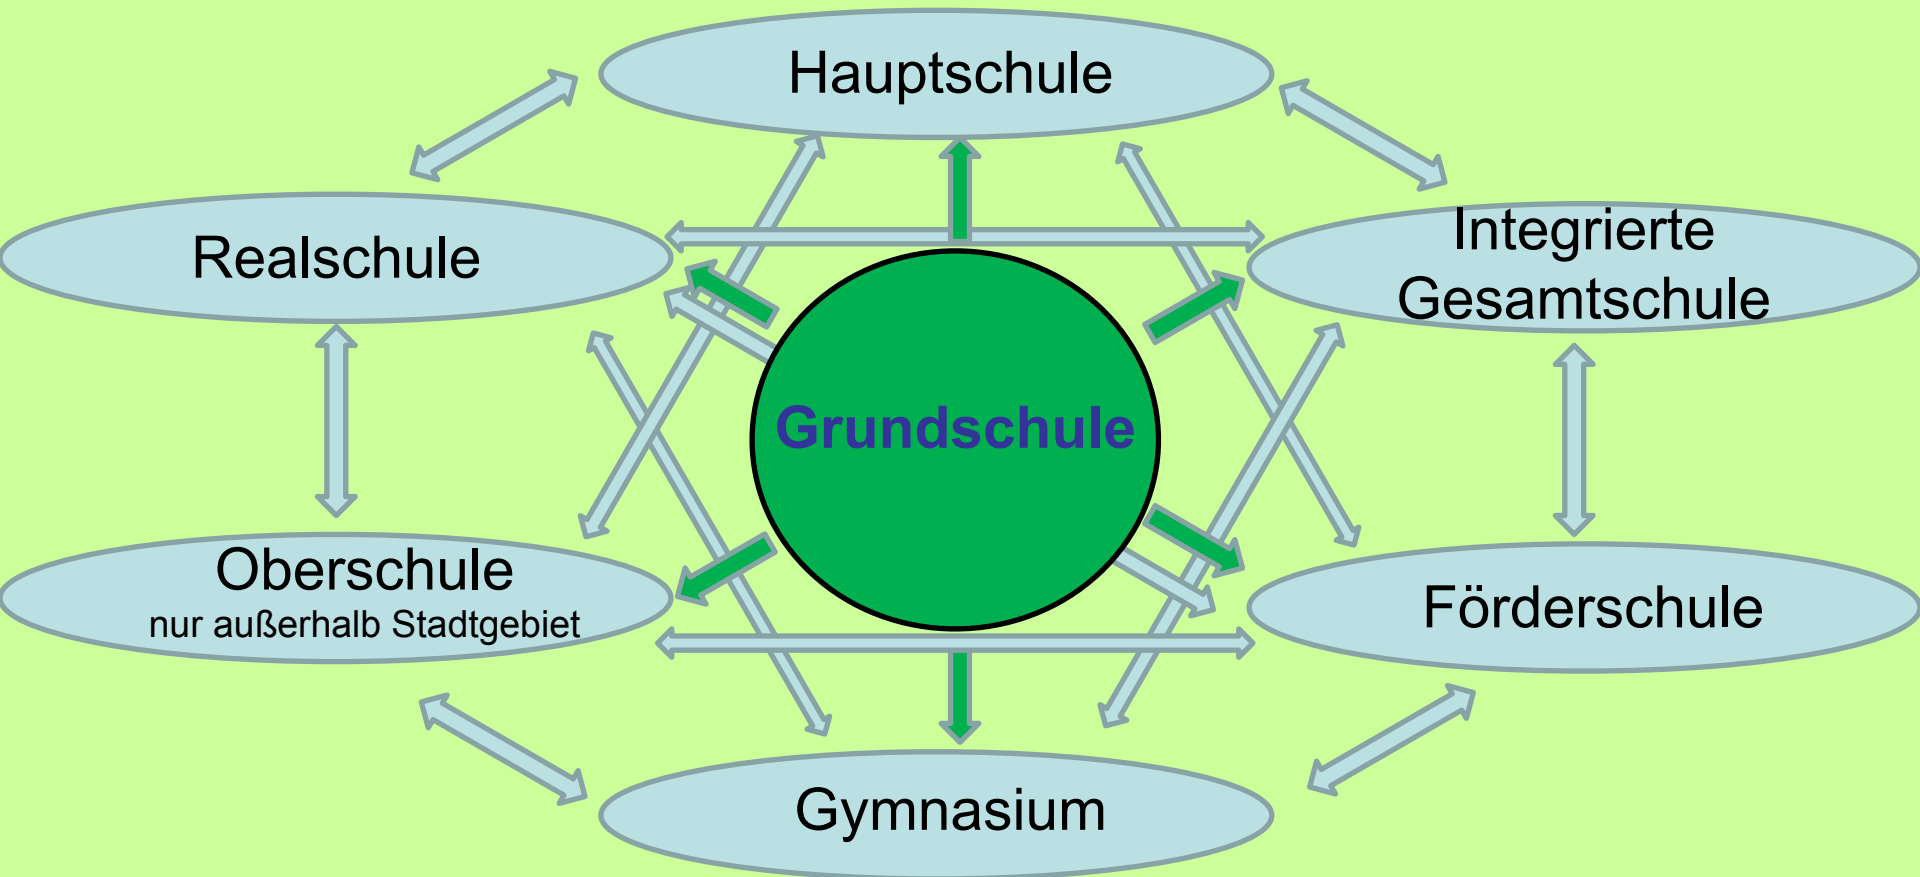 Hauptschule
Realschule
Integrierte
Gesamtschule
Grundschule
Oberschule
nur außerhalb Stadtgebiet
Förderschule
Gymnasium